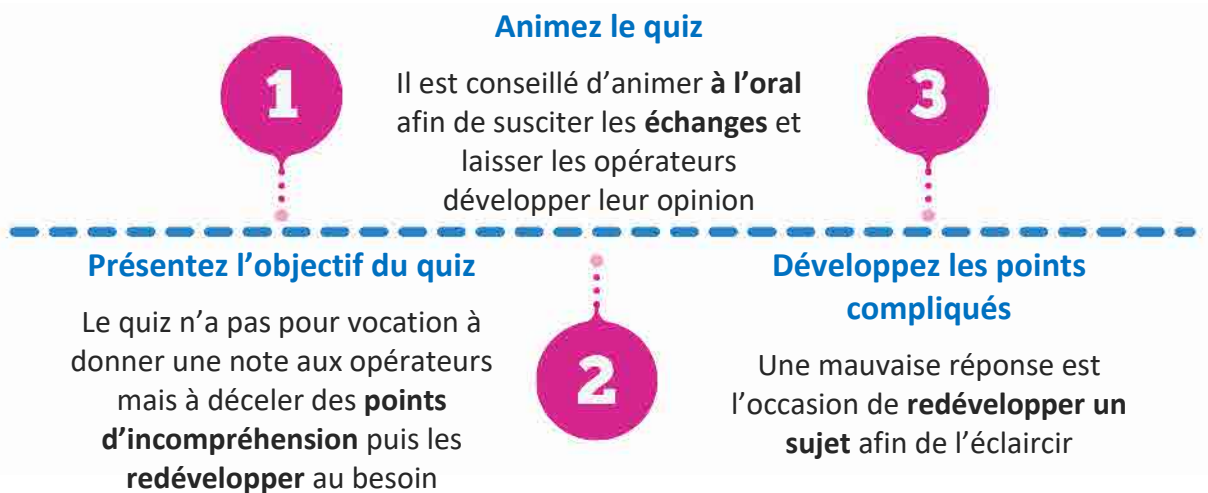 1
Présentez l’objectif du quiz
Le quiz n’a pas pour vocation à
donner une note aux opérateurs
mais à déceler des points
d’incompréhension puis les
redévelopper au besoin
Animez le quiz
Il est conseillé d’animer à l’oral
afin de susciter les échanges et
laisser les opérateurs
développer leur opinion
2
3
Développez les points
compliqués
Une mauvaise réponse est
l’occasion de redévelopper un
sujet afin de l’éclaircir